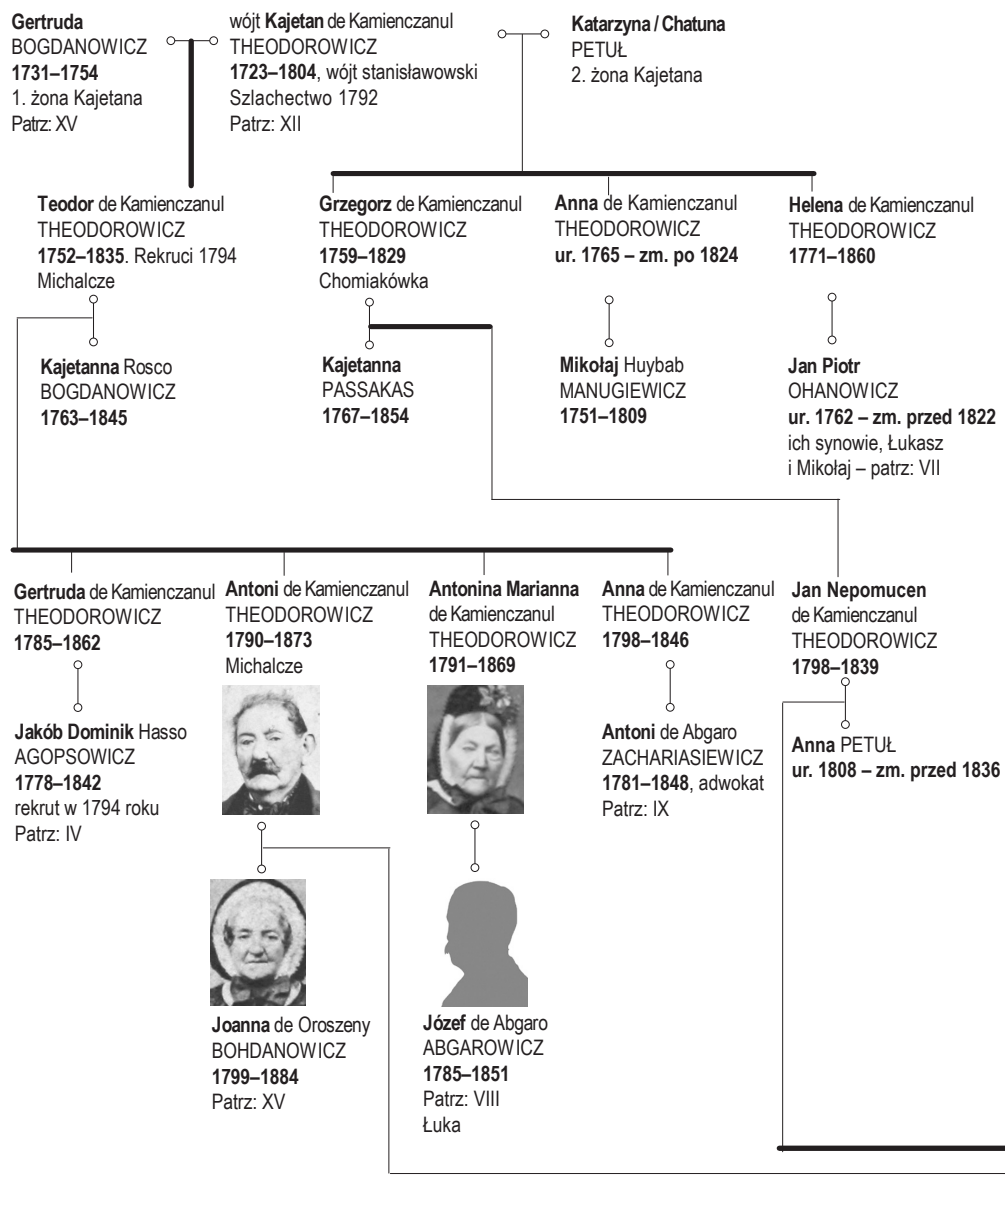 Gertruda
BOGDANOWICZ
1731–1754
1. żona Kajetana
Patrz: XV
wójt Kajetan de Kamienczanul
THEODOROWICZ
1723–1804, wójt stanisławowski
Szlachectwo 1792
Patrz: XII
Katarzyna / Chatuna
PETUŁ
2. żona Kajetana
Teodor de Kamienczanul
THEODOROWICZ
1752–1835. Rekruci 1794
Michalcze
Grzegorz de Kamienczanul
THEODOROWICZ
1759–1829
Chomiakówka
Anna de Kamienczanul
THEODOROWICZ
ur. 1765 – zm. po 1824
Helena de Kamienczanul
THEODOROWICZ
1771–1860
Kajetanna Rosco
BOGDANOWICZ
1763–1845
Kajetanna
PASSAKAS
1767–1854
Mikołaj Huybab
MANUGIEWICZ
1751–1809
Jan Piotr
OHANOWICZ
ur. 1762 – zm. przed 1822
ich synowie, Łukasz
i Mikołaj – patrz: VII
Gertruda de Kamienczanul
THEODOROWICZ
1785–1862
Antoni de Kamienczanul
THEODOROWICZ
1790–1873
Michalcze
Antonina Marianna
de Kamienczanul
THEODOROWICZ
1791–1869
Anna de Kamienczanul
THEODOROWICZ
1798–1846
Jan Nepomucen
de Kamienczanul
THEODOROWICZ
1798–1839
Jakób Dominik Hasso
AGOPSOWICZ
1778–1842
rekrut w 1794 roku
Patrz: IV
Antoni de Abgaro
ZACHARIASIEWICZ
1781–1848, adwokat
Patrz: IX
Anna PETUŁ
ur. 1808 – zm. przed 1836
Joanna de Oroszeny
BOHDANOWICZ
1799–1884
Patrz: XV
Józef de Abgaro
ABGAROWICZ
1785–1851
Patrz: VIII
Łuka